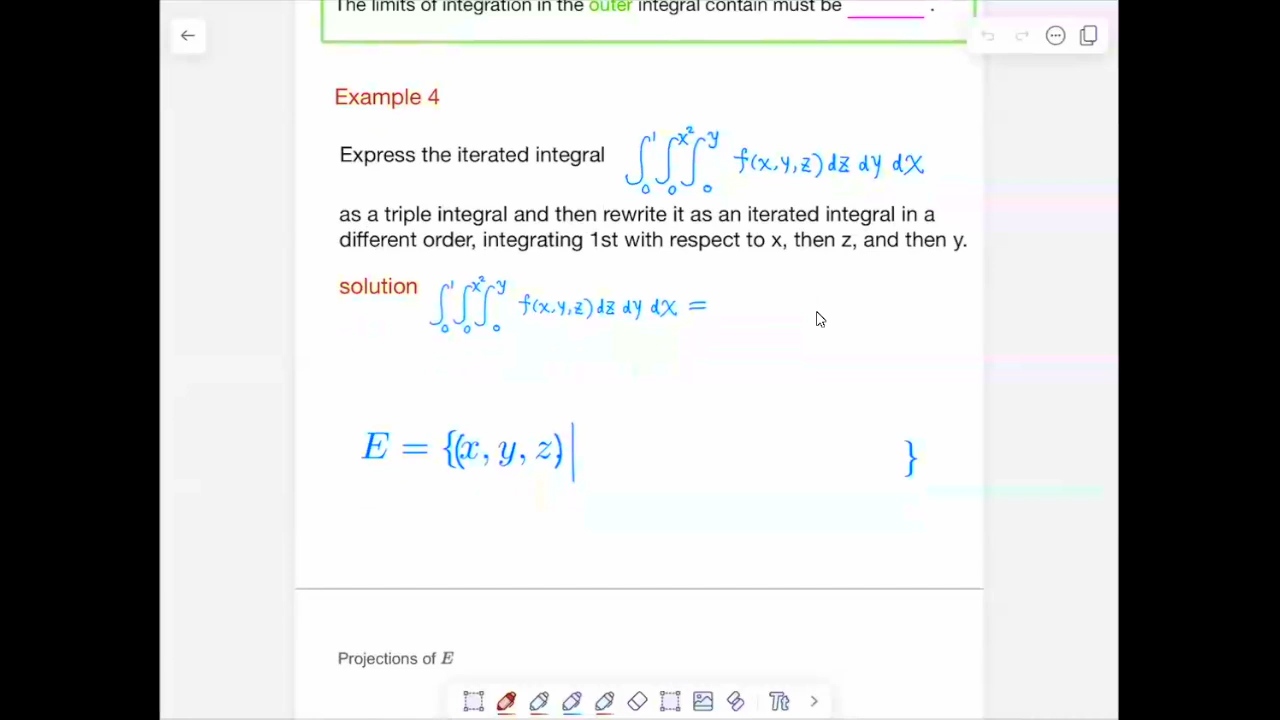 The limits of integration in the outer integral contain must be ______ .
Example 4
Express the iterated integral ∫₀¹ ∫₀^{x²} ∫₀^y f(x,y,z) dz dy dx
as a triple integral and then rewrite it as an iterated integral in a
different order, integrating 1st with respect to x, then z, and then y.
solution ∫₀¹ ∫₀^{x²} ∫₀^y f(x,y,z) dz dy dx =
E = {(x, y, z) | }
Projections of E
Tt